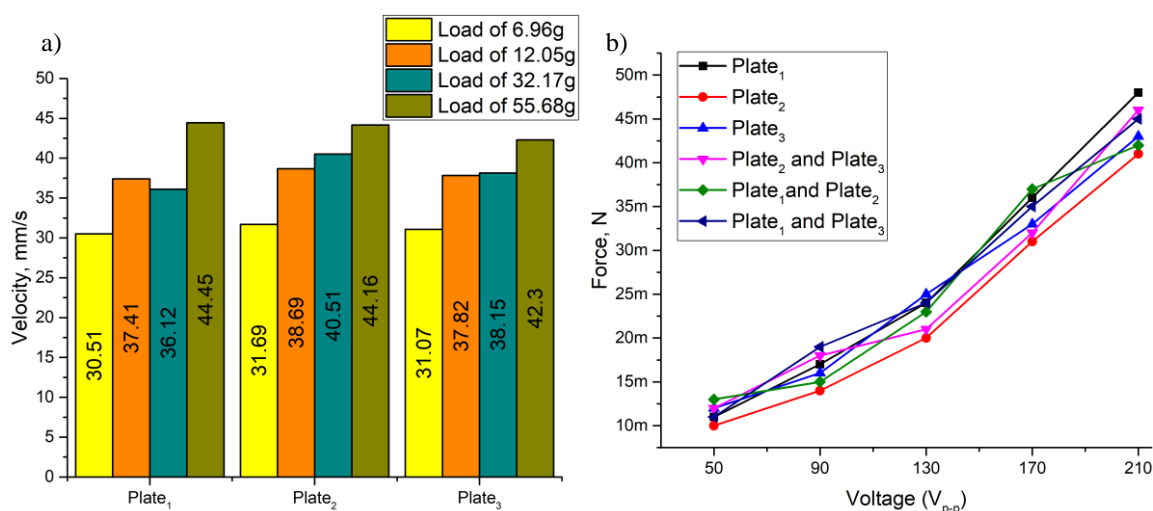 a)
Load of 6.96g
Load of 12.05g
Load of 32.17g
Load of 55.68g
Velocity, mm/s
50
45
40
35
30
25
20
15
10
5
0
30.51
37.41
36.12
44.45
31.69
38.69
40.51
44.16
31.07
37.82
38.15
42.3
Plate₁
Plate₂
Plate₃
b)
Plate₁
Plate₂
Plate₃
Plate₂ and Plate₃
Plate₁and Plate₂
Plate₁ and Plate₃
Force, N
50m
45m
40m
35m
30m
25m
20m
15m
10m
50
90
130
170
210
Voltage (Vₚ₋ₚ)